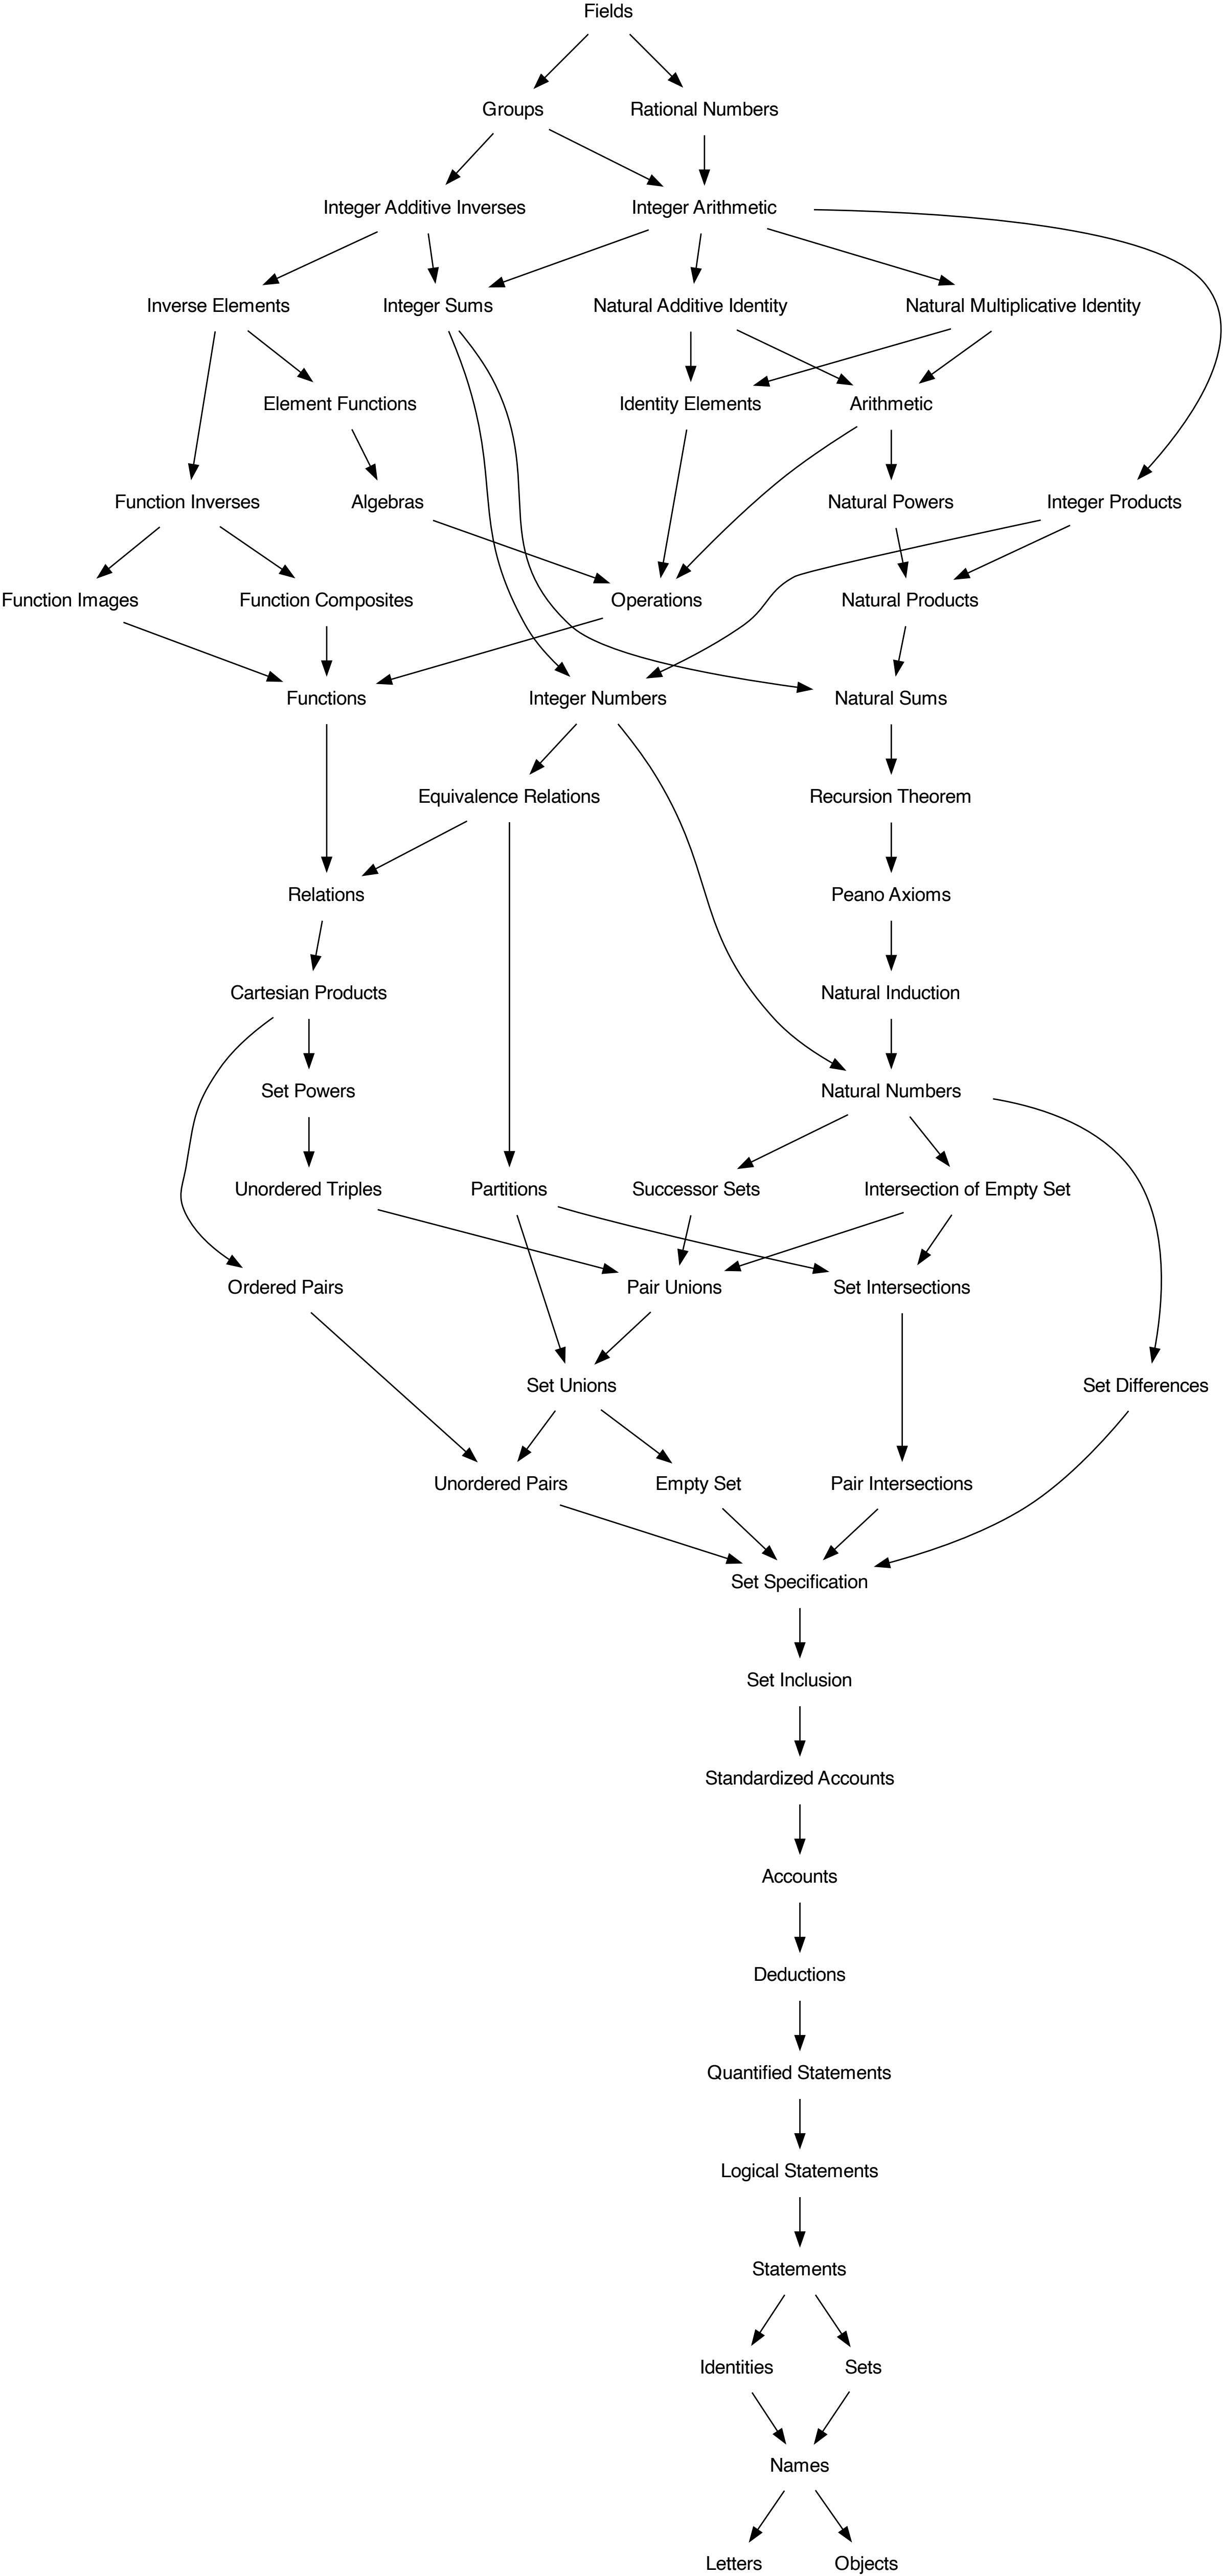 Fields
Groups
Rational Numbers
Integer Additive Inverses
Integer Arithmetic
Inverse Elements
Integer Sums
Natural Additive Identity
Natural Multiplicative Identity
Element Functions
Identity Elements
Arithmetic
Function Inverses
Algebras
Natural Powers
Integer Products
Function Images
Function Composites
Operations
Natural Products
Functions
Integer Numbers
Natural Sums
Equivalence Relations
Recursion Theorem
Relations
Peano Axioms
Cartesian Products
Natural Induction
Set Powers
Natural Numbers
Unordered Triples
Partitions
Successor Sets
Intersection of Empty Set
Ordered Pairs
Pair Unions
Set Intersections
Set Unions
Set Differences
Unordered Pairs
Empty Set
Pair Intersections
Set Specification
Set Inclusion
Standardized Accounts
Accounts
Deductions
Quantified Statements
Logical Statements
Statements
Identities
Sets
Names
Letters
Objects